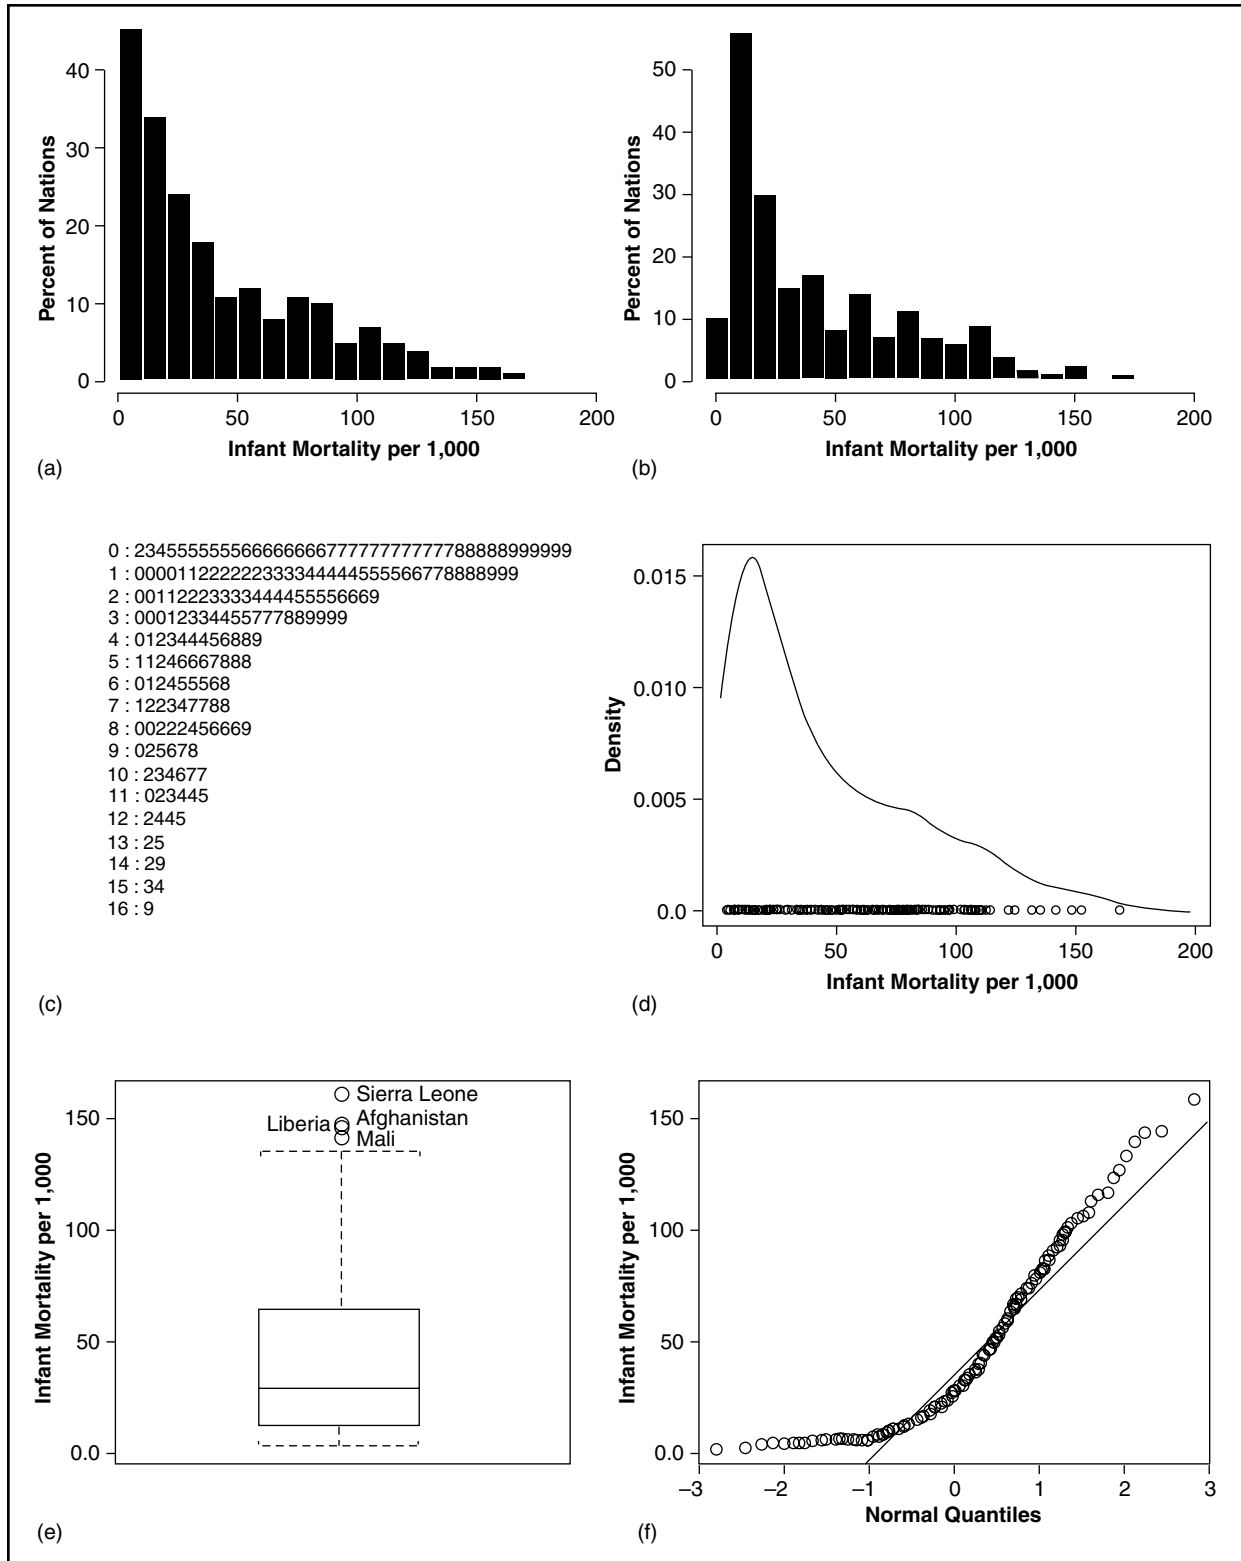 40
30
20
10
0
Percent of Nations
0 50 100 150 200
Infant Mortality per 1,000
(a)
50
40
30
20
10
0
Percent of Nations
0 50 100 150 200
Infant Mortality per 1,000
(b)
0 : 2345555555666666667777777777778888899999
1 : 00001122222233334444455556677888999
2 : 001122233334444555566​69
3 : 000123344557778899​99
4 : 012344456889
5 : 11246667888
6 : 012455568
7 : 122347788
8 : 00222456669
9 : 025678
10 : 234677
11 : 023445
12 : 2445
13 : 25
14 : 29
15 : 34
16 : 9
(c)
0.015
0.010
0.005
0.0
Density
0 50 100 150 200
Infant Mortality per 1,000
(d)
150
100
50
0.0
Infant Mortality per 1,000
Sierra Leone
Liberia
Afghanistan
Mali
(e)
150
100
50
0.0
Infant Mortality per 1,000
−3 −2 −1 0 1 2 3
Normal Quantiles
(f)